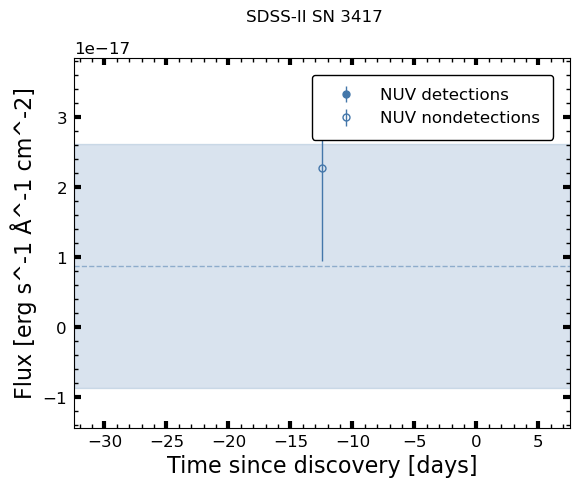 SDSS-II SN 3417
1e−17
NUV detections
NUV nondetections
3
2
1
0
−1
Flux [erg s^-1 Å^-1 cm^-2]
−30 −25 −20 −15 −10 −5 0 5
Time since discovery [days]